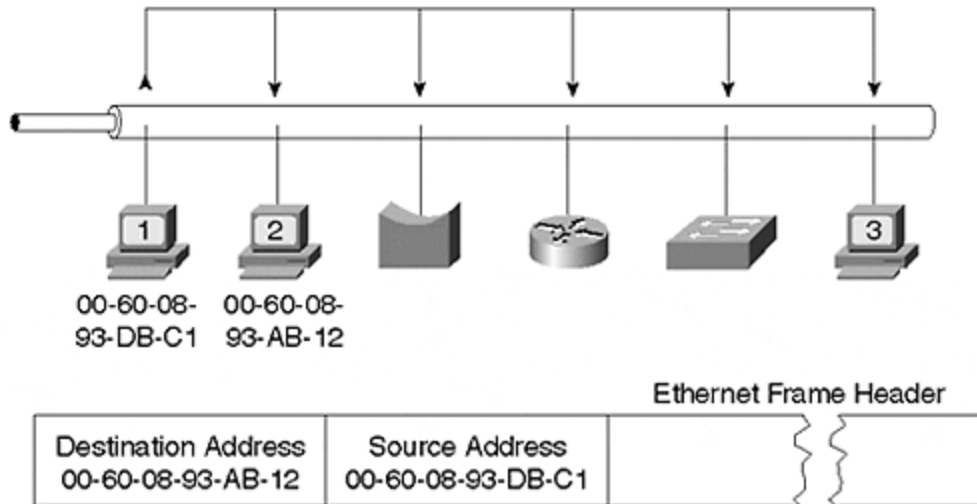 1
2
3
00-60-08-
93-DB-C1
00-60-08-
93-AB-12
Ethernet Frame Header
Destination Address
00-60-08-93-AB-12
Source Address
00-60-08-93-DB-C1